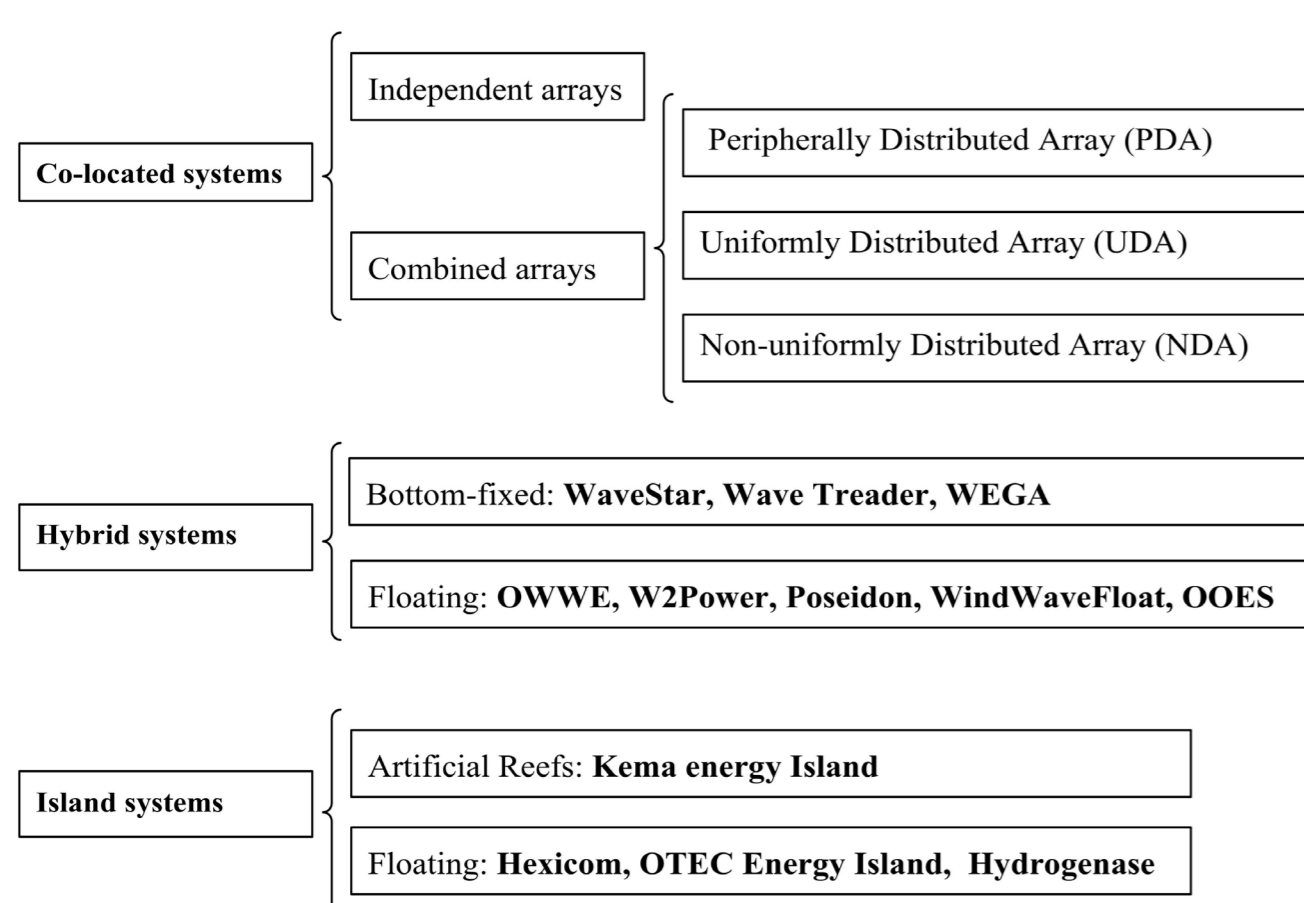 Co-located systems
Independent arrays
Combined arrays
Peripherally Distributed Array (PDA)
Uniformly Distributed Array (UDA)
Non-uniformly Distributed Array (NDA)
Hybrid systems
Bottom-fixed: WaveStar, Wave Treader, WEGA
Floating: OWWE, W2Power, Poseidon, WindWaveFloat, OOES
Island systems
Artificial Reefs: Kema energy Island
Floating: Hexicom, OTEC Energy Island, Hydrogenase